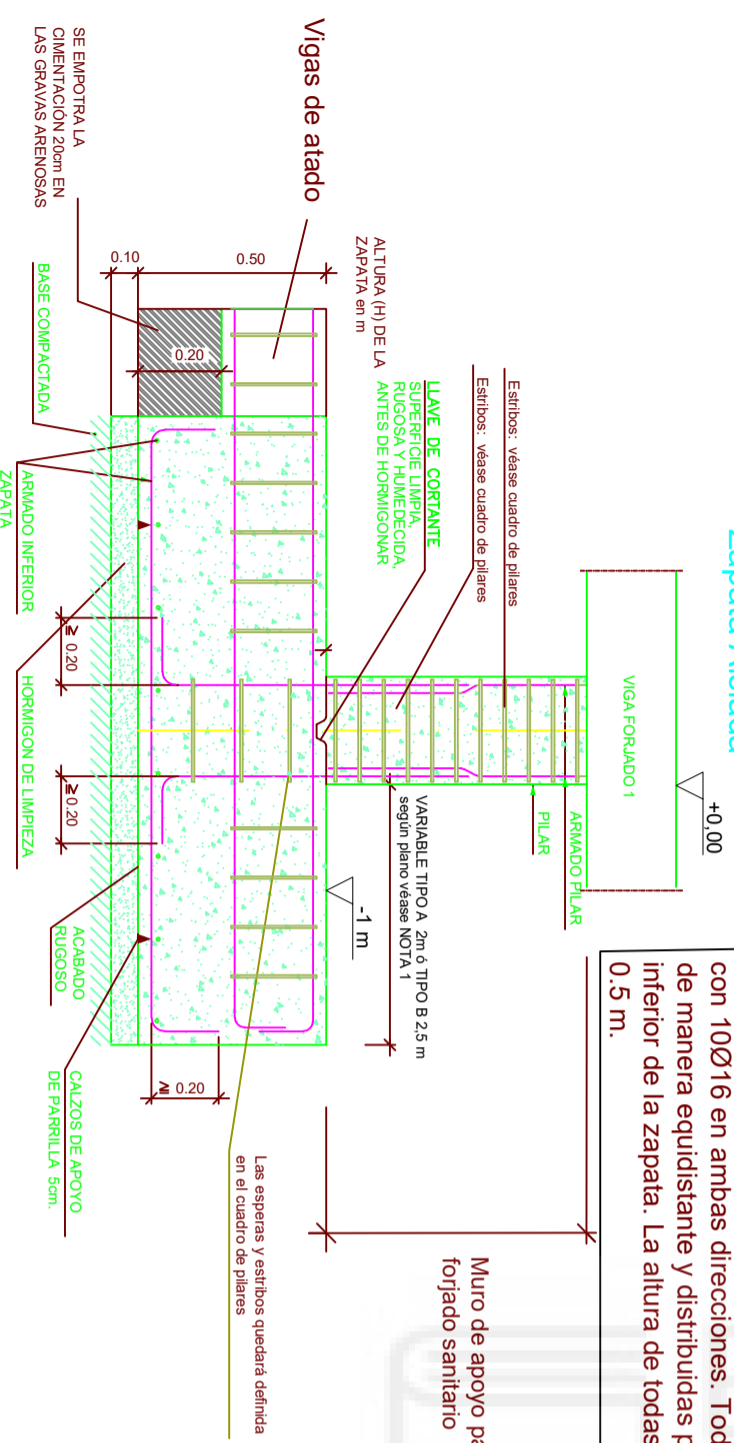 Zapata Aislada
+0,00
VIGA FORJADO 1
con 10Ø16 en ambas direcciones. Tod
de manera equidistante y distribuidas p
inferior de la zapata. La altura de todas
0.5 m.
ARMADO PILAR
PILAR
Estribos: véase cuadro de pilares
Estribos: véase cuadro de pilares
LLAVE DE CORTANTE
SUPERFICIE LIMPIA,
RUGOSA Y HUMEDECIDA,
ANTES DE HORMIGONAR
ALTURA (H) DE LA
ZAPATA en m
Vigas de atado
SE EMPOTRA LA
CIMENTACIÓN 20cm EN
LAS GRAVAS ARENOSAS
0.50
0.10
0.20
VARIABLE TIPO A 2m ó TIPO B 2,5 m
según plano véase NOTA 1
-1 m
Muro de apoyo pa
forjado sanitario
Las esperas y estribos quedará definida
en el cuadro de pilares
≥ 0.20
≥ 0.20
≥ 0.20
BASE COMPACTADA
ARMADO INFERIOR
ZAPATA
HORMIGON DE LIMPIEZA
ACABADO
RUGOSO
CALZOS DE APOYO
DE PARRILLA 5cm.